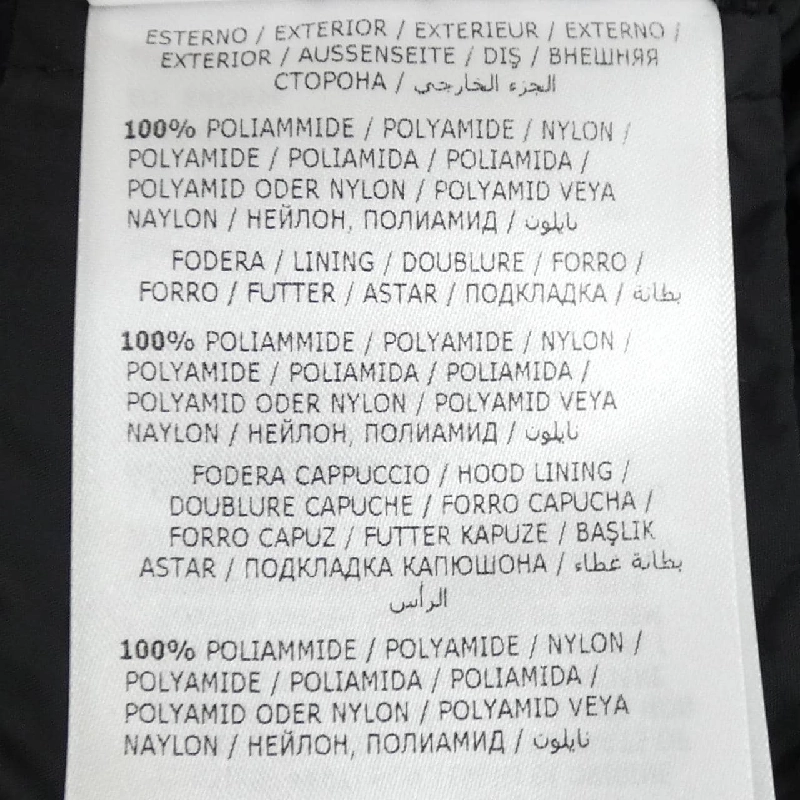 ESTERNO / EXTERIOR / EXTERIEUR / EXTERNO /
EXTERIOR / AUSSENSEITE / DIŞ / ВНЕШНЯЯ
СТОРОНА / الجزء الخارجي
100% POLIAMMIDE / POLYAMIDE / NYLON /
POLYAMIDE / POLIAMIDA / POLIAMIDA /
POLYAMID ODER NYLON / POLYAMID VEYA
NAYLON / НЕЙЛОН, ПОЛИАМИД / نايلون
FODERA / LINING / DOUBLURE / FORRO /
FORRO / FUTTER / ASTAR / ПОДКЛАДКА / بطانة
100% POLIAMMIDE / POLYAMIDE / NYLON /
POLYAMIDE / POLIAMIDA / POLIAMIDA /
POLYAMID ODER NYLON / POLYAMID VEYA
NAYLON / НЕЙЛОН, ПОЛИАМИД / نايلون
FODERA CAPPUCCIO / HOOD LINING /
DOUBLURE CAPUCHE / FORRO CAPUCHA /
FORRO CAPUZ / FUTTER KAPUZE / BAŞLIK
ASTAR / ПОДКЛАДКА КАПЮШОНА / بطانة غطاء
الرأس
100% POLIAMMIDE / POLYAMIDE / NYLON /
POLYAMIDE / POLIAMIDA / POLIAMIDA /
POLYAMID ODER NYLON / POLYAMID VEYA
NAYLON / НЕЙЛОН, ПОЛИАМИД / نايلون